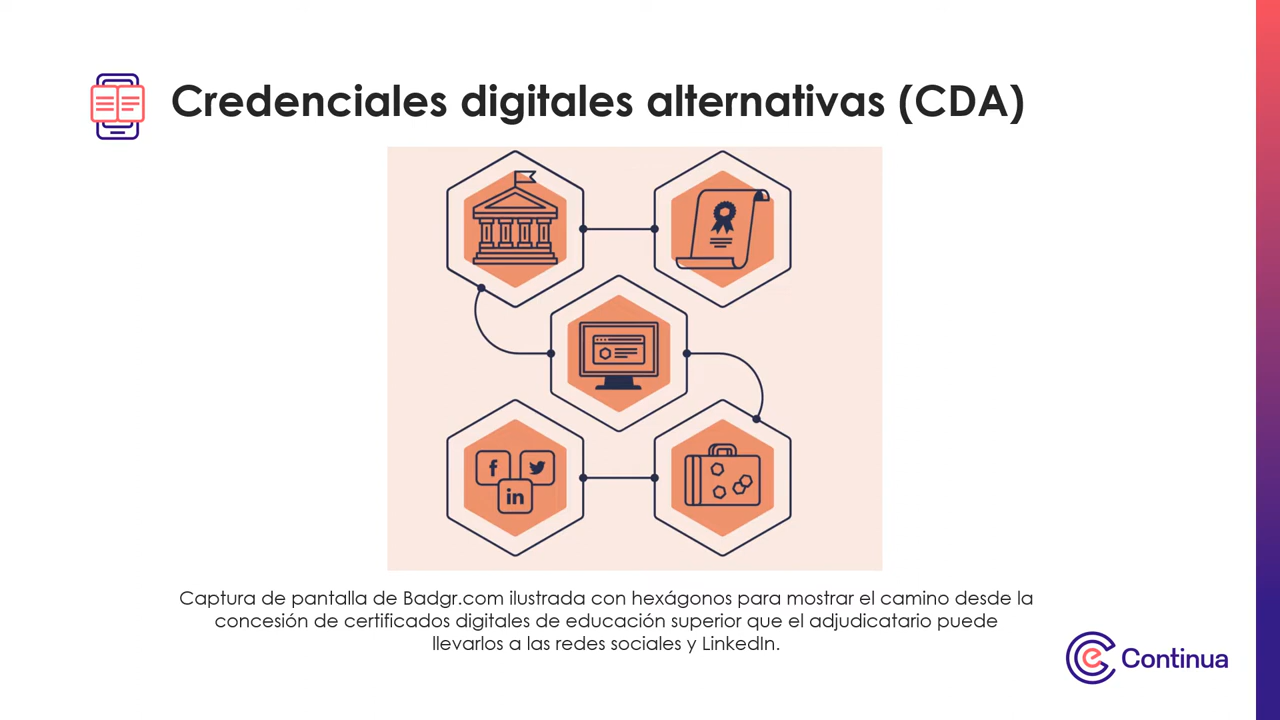 Credenciales digitales alternativas (CDA)
f
in
Captura de pantalla de Badgr.com ilustrada con hexágonos para mostrar el camino desde la
concesión de certificados digitales de educación superior que el adjudicatario puede
llevarlos a las redes sociales y LinkedIn.
Continua